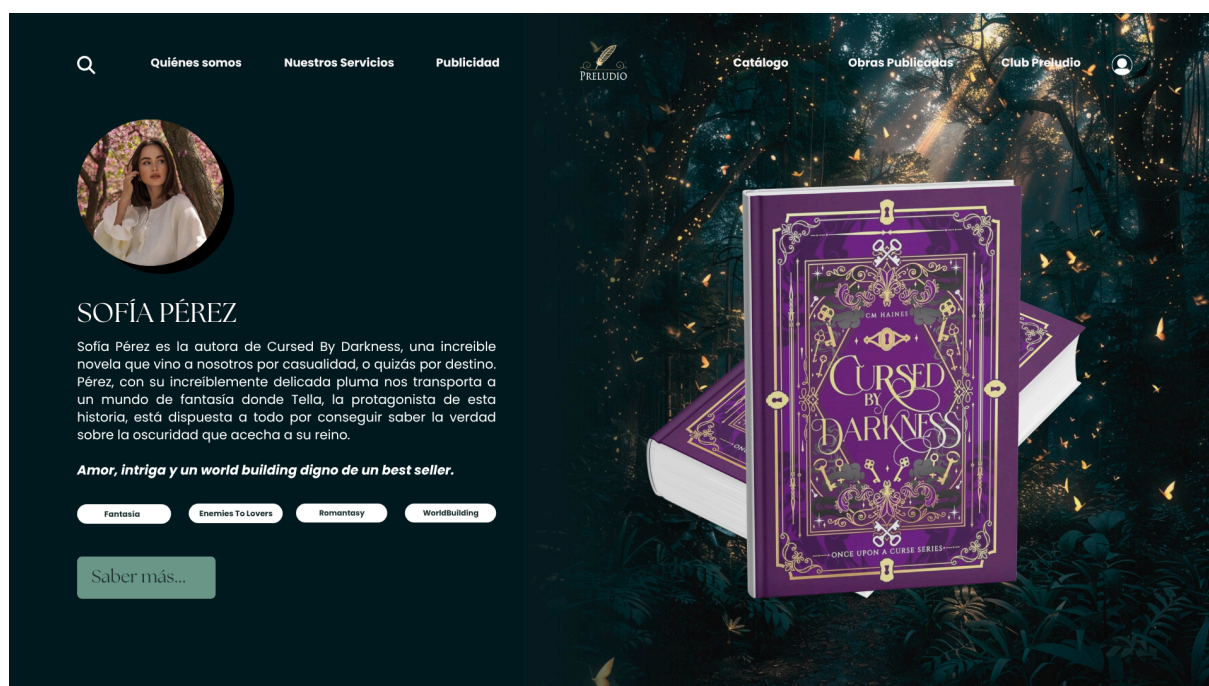 Quiénes somos
Nuestros Servicios
Publicidad
PRELUDIO
Catálogo
Obras Publicadas
Club Preludio
SOFÍA PÉREZ
Sofía Pérez es la autora de Cursed By Darkness, una increible
novela que vino a nosotros por casualidad, o quizás por destino.
Pérez, con su increíblemente delicada pluma nos transporta a
un mundo de fantasía donde Tella, la protagonista de esta
historia, está dispuesta a todo por conseguir saber la verdad
sobre la oscuridad que acecha a su reino.
Amor, intriga y un world building digno de un best seller.
Fantasía
Enemies To Lovers
Romantasy
WorldBuilding
Saber más...
CM HAINES
CURSED
BY
DARKNESS
ONCE UPON A CURSE SERIES